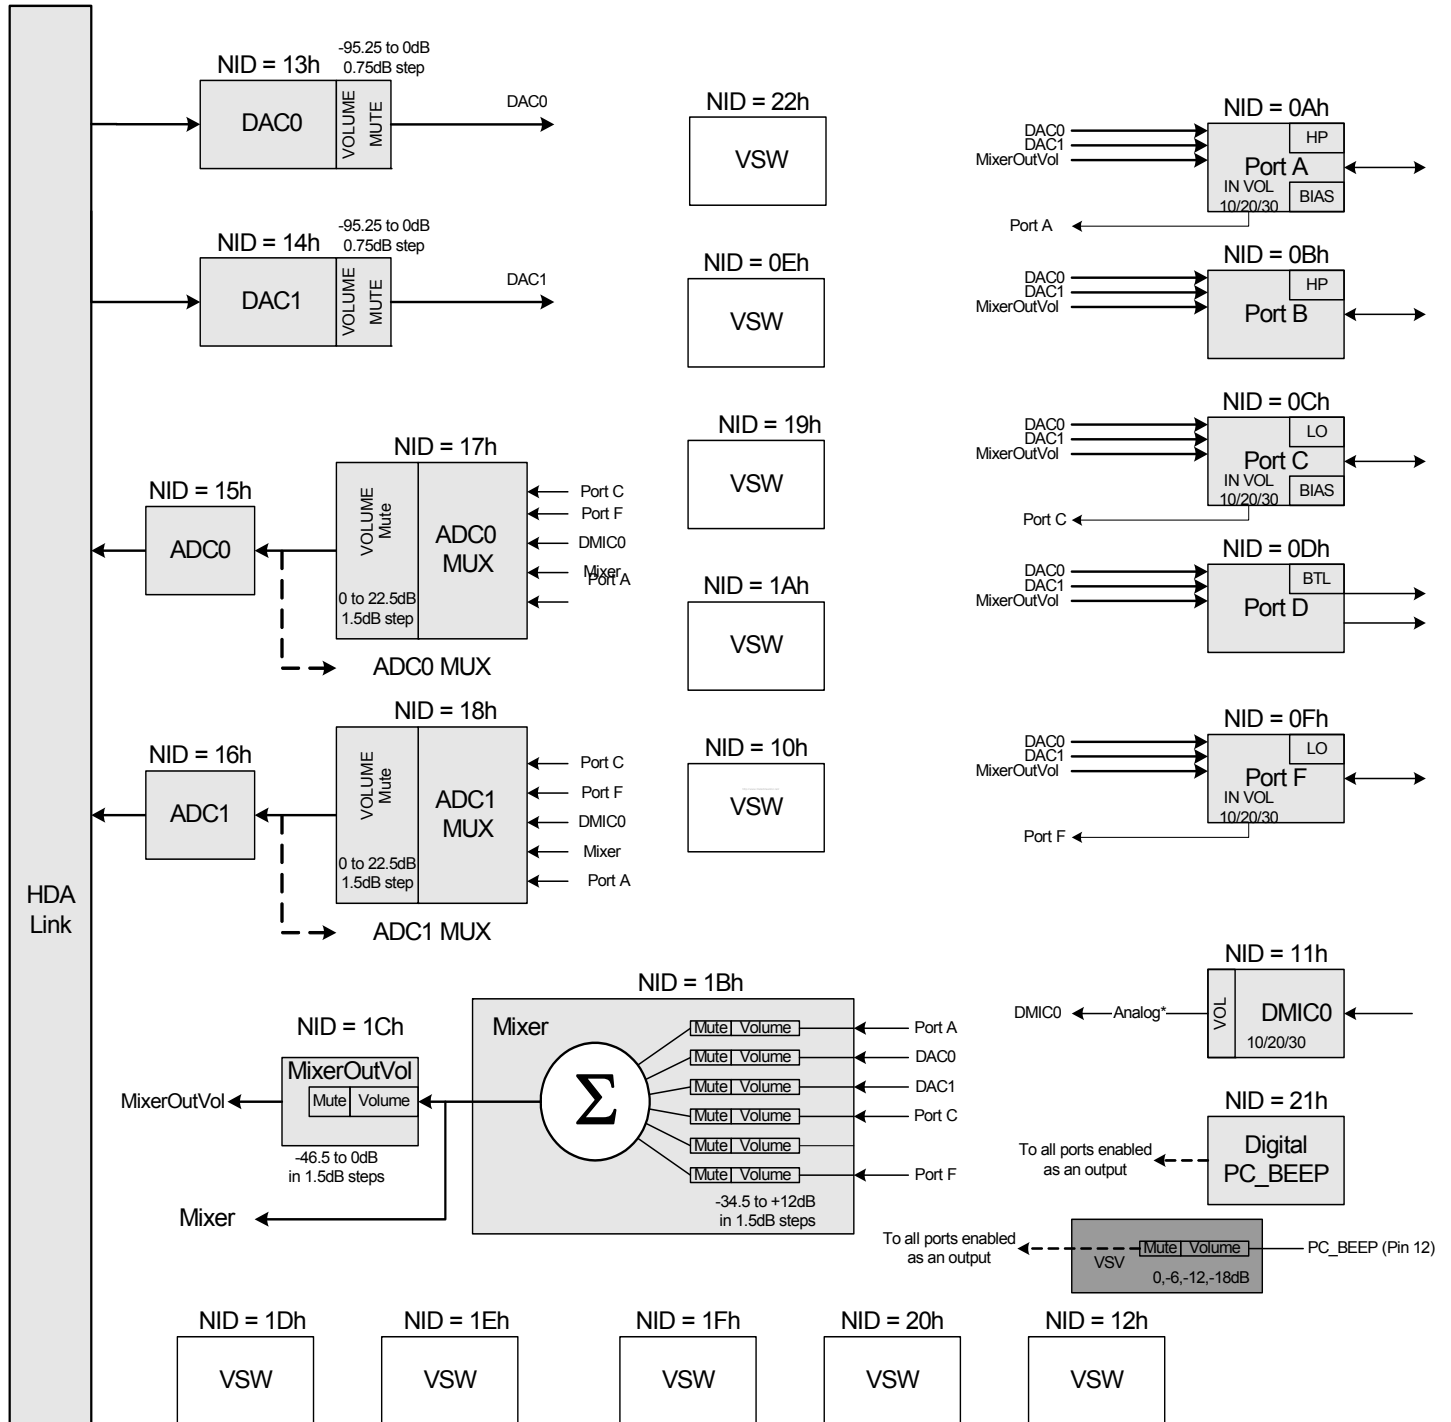 HDA
Link
NID = 13h
-95.25 to 0dB
0.75dB step
DAC0
VOLUME
MUTE
DAC0
NID = 14h
-95.25 to 0dB
0.75dB step
DAC1
VOLUME
MUTE
DAC1
NID = 17h
NID = 15h
ADC0
VOLUME
Mute
0 to 22.5dB
1.5dB step
ADC0
MUX
Port C
Port F
DMIC0
Mixer
Port A
ADC0 MUX
NID = 18h
NID = 16h
ADC1
VOLUME
Mute
0 to 22.5dB
1.5dB step
ADC1
MUX
Port C
Port F
DMIC0
Mixer
Port A
ADC1 MUX
NID = 1Bh
Mixer
Σ
Mute Volume
Port A
Mute Volume
DAC0
Mute Volume
DAC1
Mute Volume
Port C
Mute Volume
Mute Volume
Port F
-34.5 to +12dB
in 1.5dB steps
NID = 1Ch
MixerOutVol
Mute Volume
-46.5 to 0dB
in 1.5dB steps
MixerOutVol
Mixer
NID = 22h
VSW
NID = 0Eh
VSW
NID = 19h
VSW
NID = 1Ah
VSW
NID = 10h
VSW
NID = 0Ah
DAC0
DAC1
MixerOutVol
HP
Port A
IN VOL
10/20/30
BIAS
Port A
NID = 0Bh
DAC0
DAC1
MixerOutVol
HP
Port B
NID = 0Ch
DAC0
DAC1
MixerOutVol
LO
Port C
IN VOL
10/20/30
BIAS
Port C
NID = 0Dh
DAC0
DAC1
MixerOutVol
BTL
Port D
NID = 0Fh
DAC0
DAC1
MixerOutVol
LO
Port F
IN VOL
10/20/30
Port F
NID = 11h
DMIC0
Analog*
VOL
DMIC0
10/20/30
NID = 21h
To all ports enabled
as an output
Digital
PC_BEEP
To all ports enabled
as an output
VSV
Mute Volume
0,-6,-12,-18dB
PC_BEEP (Pin 12)
NID = 1Dh
VSW
NID = 1Eh
VSW
NID = 1Fh
VSW
NID = 20h
VSW
NID = 12h
VSW